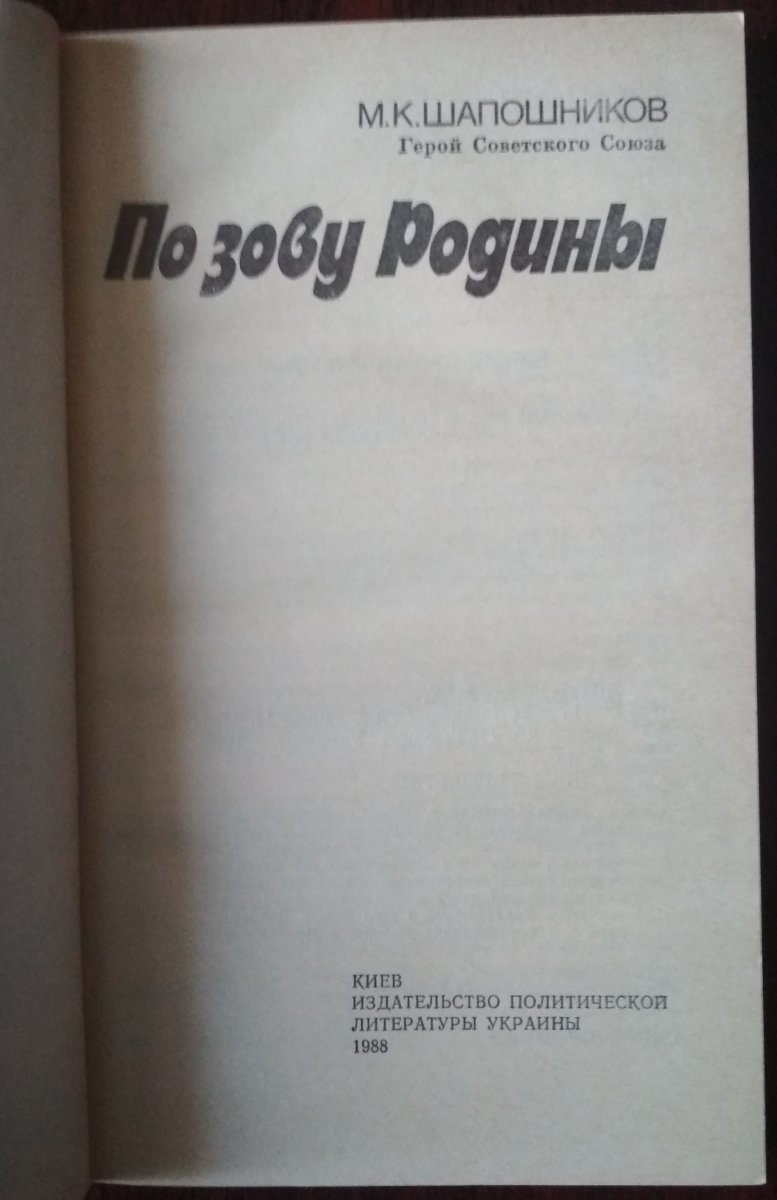 М.К.ШАПОШНИКОВ
Герой Советского Союза
По зову Родины
КИЕВ
ИЗДАТЕЛЬСТВО ПОЛИТИЧЕСКОЙ
ЛИТЕРАТУРЫ УКРАИНЫ
1988